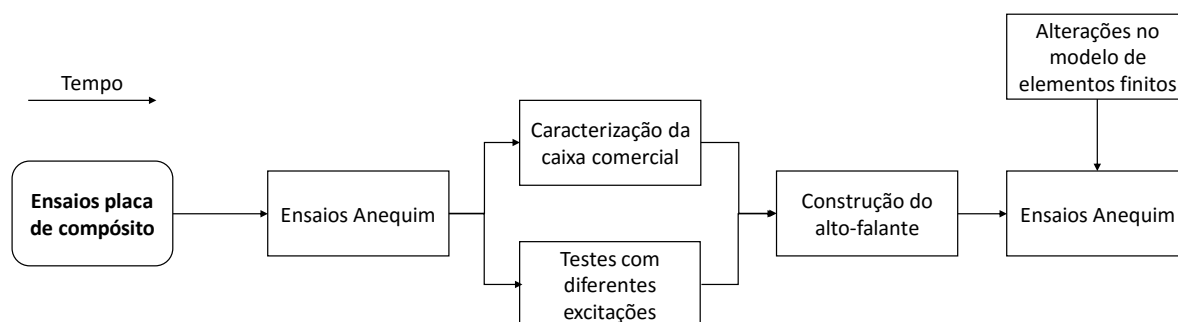 Tempo
Ensaios placa
de compósito
Ensaios Anequim
Caracterização da
caixa comercial
Testes com
diferentes
excitações
Construção do
alto-falante
Alterações no
modelo de
elementos finitos
Ensaios Anequim